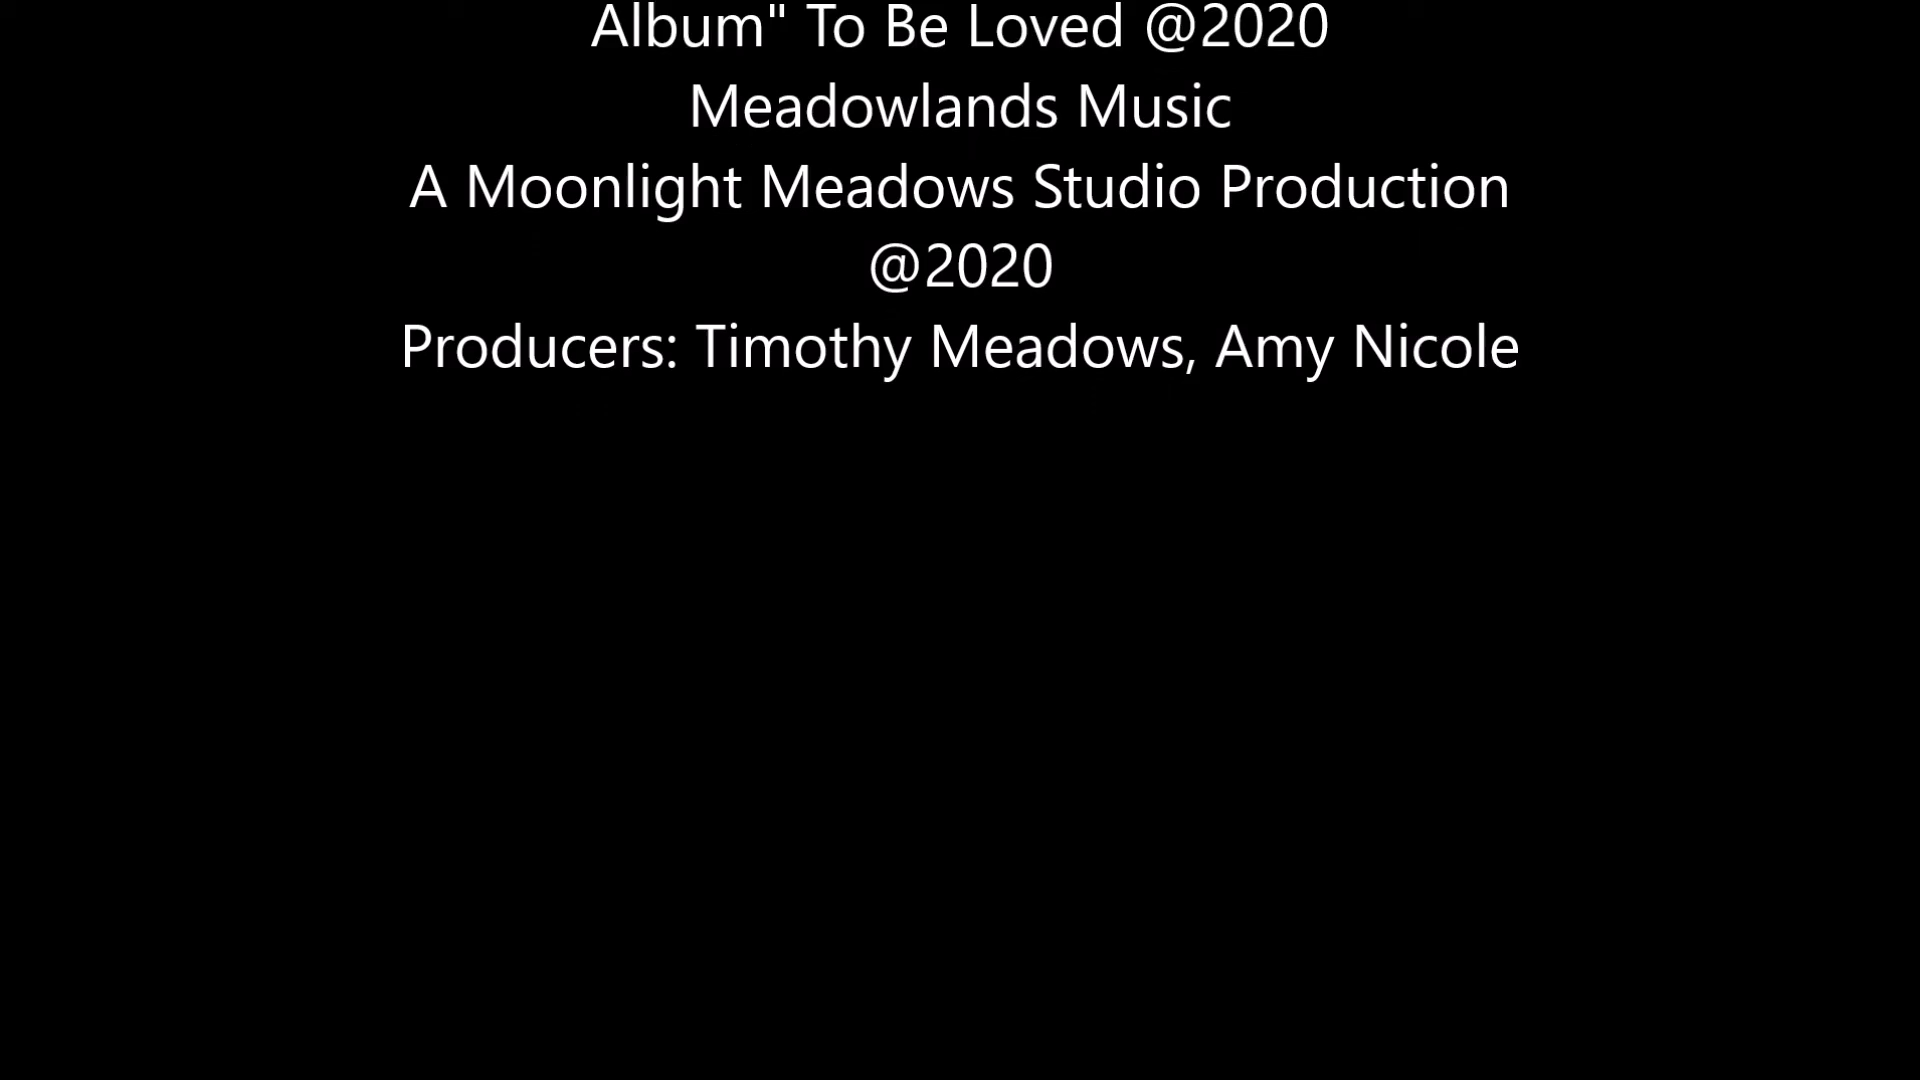 Album" To Be Loved @2020
Meadowlands Music
A Moonlight Meadows Studio Production
@2020
Producers: Timothy Meadows, Amy Nicole